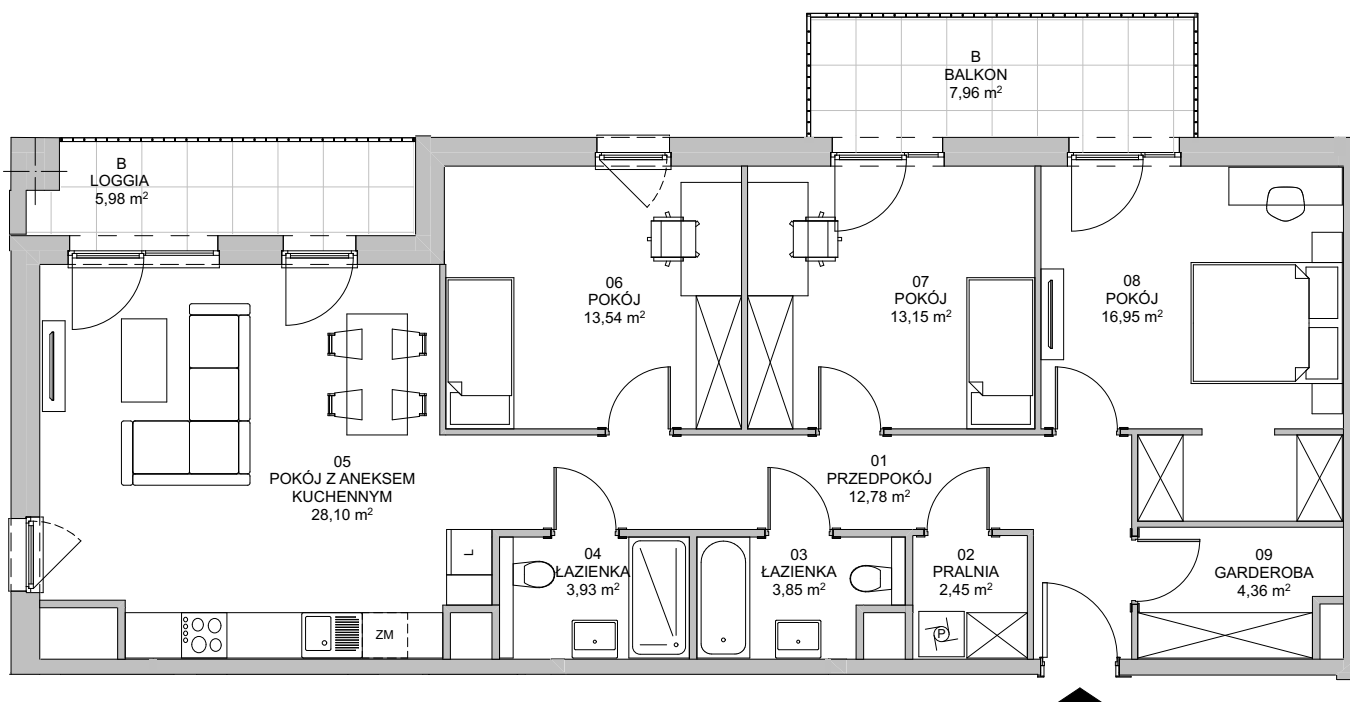 B
BALKON
7,96 m²
B
LOGGIA
5,98 m²
06
POKÓJ
13,54 m²
07
POKÓJ
13,15 m²
08
POKÓJ
16,95 m²
05
POKÓJ Z ANEKSEM
KUCHENNYM
28,10 m²
01
PRZEDPOKÓJ
12,78 m²
L
04
ŁAZIENKA
3,93 m²
03
ŁAZIENKA
3,85 m²
02
PRALNIA
2,45 m²
09
GARDEROBA
4,36 m²
ZM
P